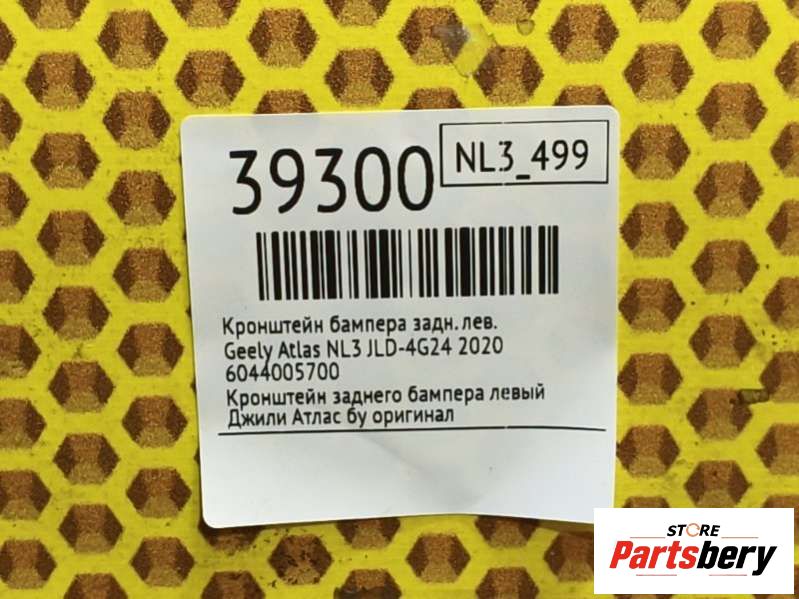 39300
NL3_499
Кронштейн бампера задн. лев.
Geely Atlas NL3 JLD-4G24 2020
6044005700
Кронштейн заднего бампера левый
Джили Атлас бу оригинал
STORE
Partsbery